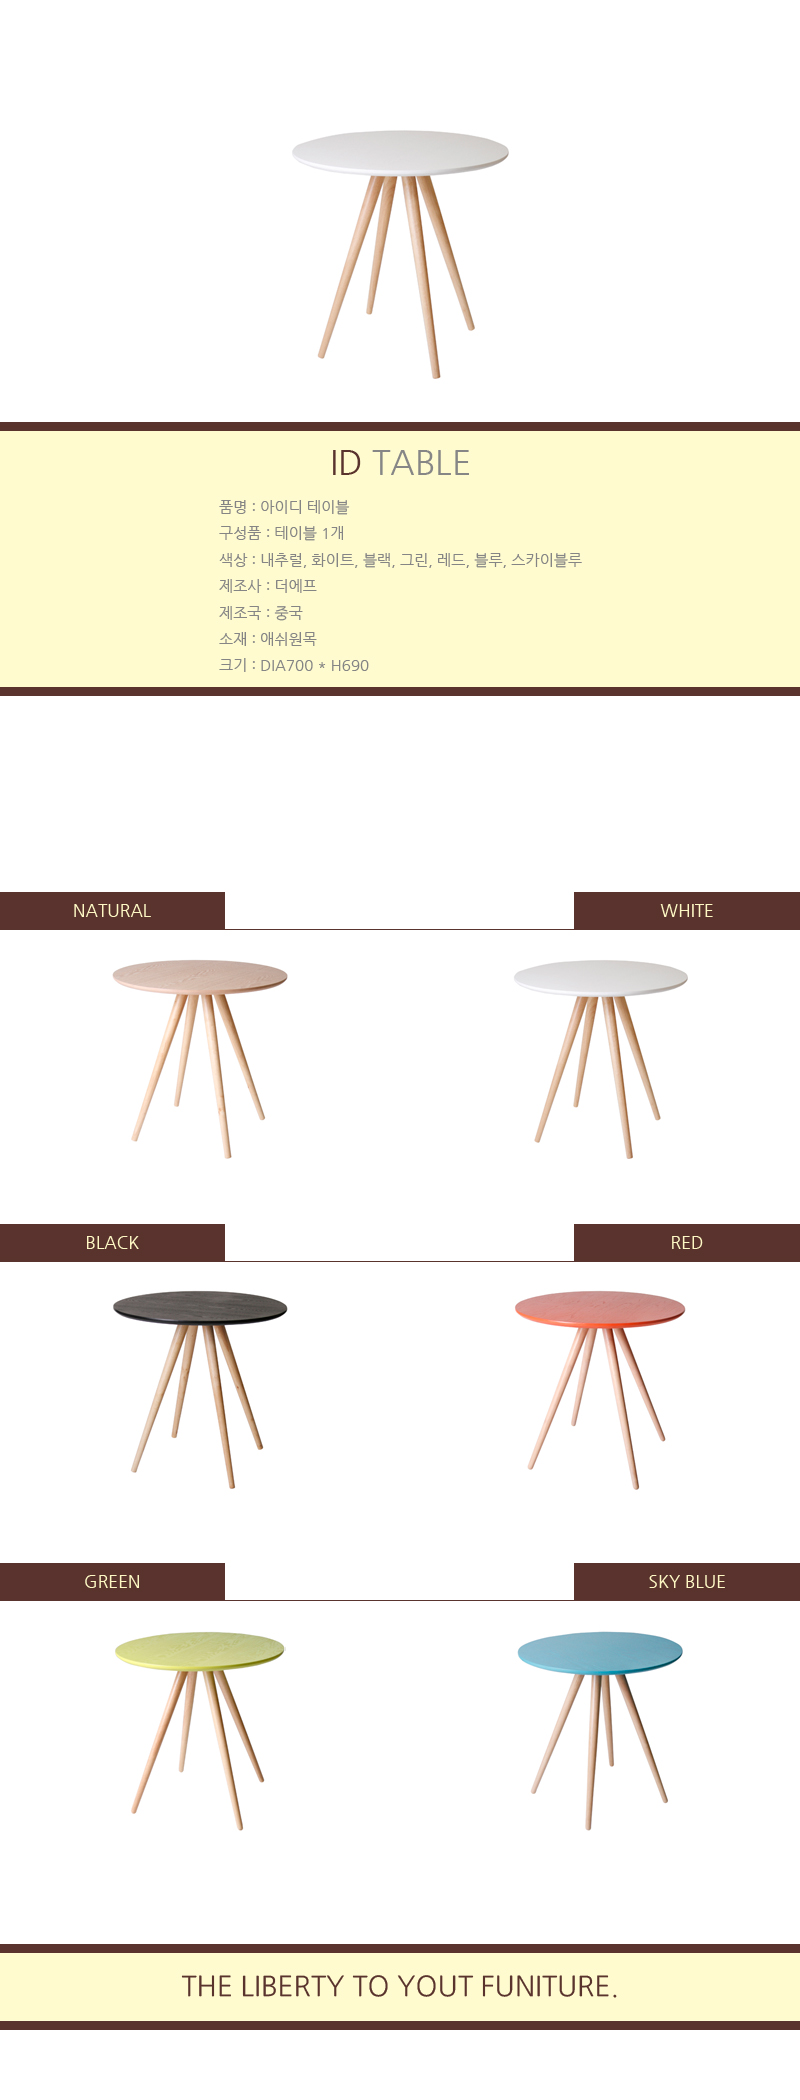 ID TABLE
품명 : 아이디 테이블
구성품 : 테이블 1개
색상 : 내추럴, 화이트, 블랙, 그린, 레드, 블루, 스카이블루
제조사 : 더에프
제조국 : 중국
소재 : 애쉬원목
크기 : DIA700 * H690
NATURAL
WHITE
BLACK
RED
GREEN
SKY BLUE
THE LIBERTY TO YOUT FUNITURE.